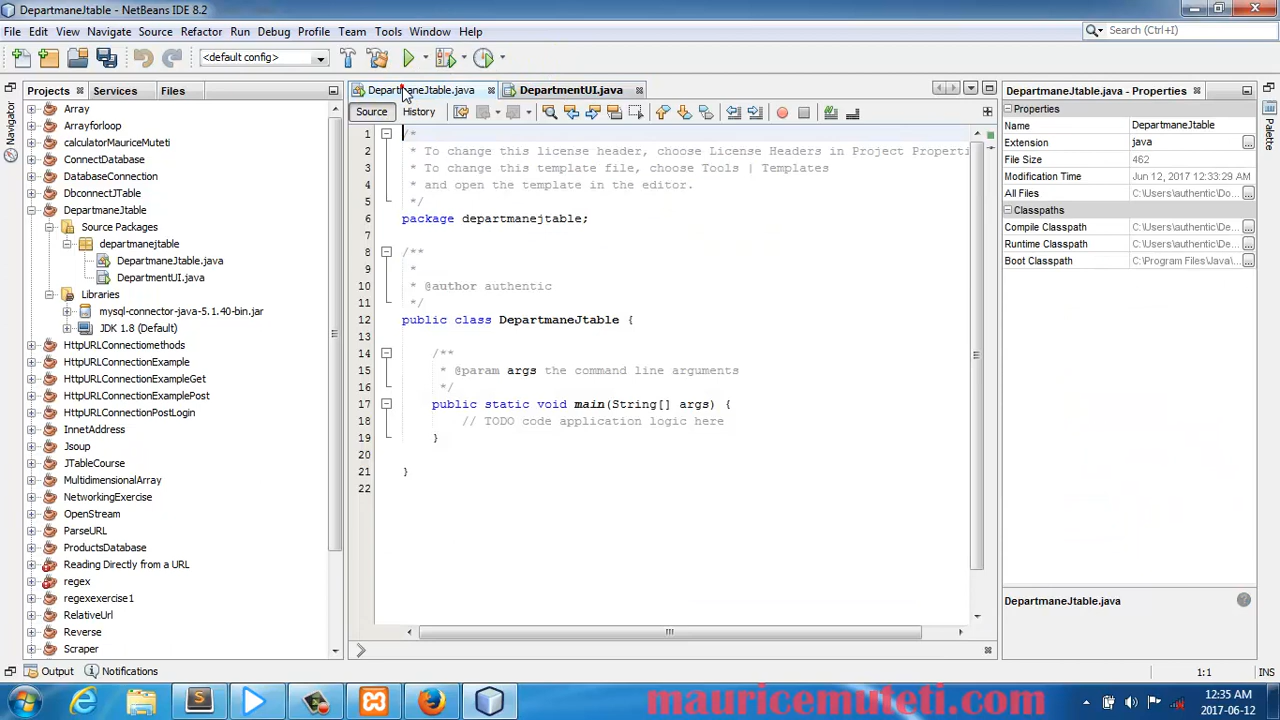 DepartmaneJtable - NetBeans IDE 8.2
File Edit View Navigate Source Refactor Run Debug Profile Team Tools Window Help
Search (Ctrl+I)
<default config>
Projects Services Files
DepartmaneJtable.java DepartmentUI.java
DepartmaneJtable.java - Properties
Navigator
Palette
Source History
Array
Arrayforloop
calculatorMauriceMuteti
ConnectDatabase
DatabaseConnection
DbconnectJTable
DepartmaneJtable
Source Packages
departmanejtable
DepartmaneJtable.java
DepartmentUI.java
Libraries
mysql-connector-java-5.1.40-bin.jar
JDK 1.8 (Default)
HttpURLConnectiomethods
HttpURLConnectionExample
HttpURLConnectionExampleGet
HttpURLConnectionExamplePost
HttpURLConnectionPostLogin
InnetAddress
Jsoup
JTableCourse
MultidimensionalArray
NetworkingExercise
OpenStream
ParseURL
ProductsDatabase
Reading Directly from a URL
regex
regexexercise1
RelativeUrl
Reverse
Scraper
1 /*
2 * To change this license header, choose License Headers in Project Properti
3 * To change this template file, choose Tools | Templates
4 * and open the template in the editor.
5 */
6 package departmanejtable;
7
8 /**
9 *
10 * @author authentic
11 */
12 public class DepartmaneJtable {
13
14 /**
15 * @param args the command line arguments
16 */
17 public static void main(String[] args) {
18 // TODO code application logic here
19 }
20
21 }
22
Properties
Name DepartmaneJtable
Extension java ...
File Size 462
Modification Time Jun 12, 2017 12:33:29 AM
All Files C:\Users\authentic\Do... ...
Classpaths
Compile Classpath C:\Users\authentic\De... ...
Runtime Classpath C:\Users\authentic\De... ...
Boot Classpath C:\Program Files\Java\... ...
DepartmaneJtable.java
Output Notifications
1:1 INS
mauricemuteti.com
12:35 AM
2017-06-12